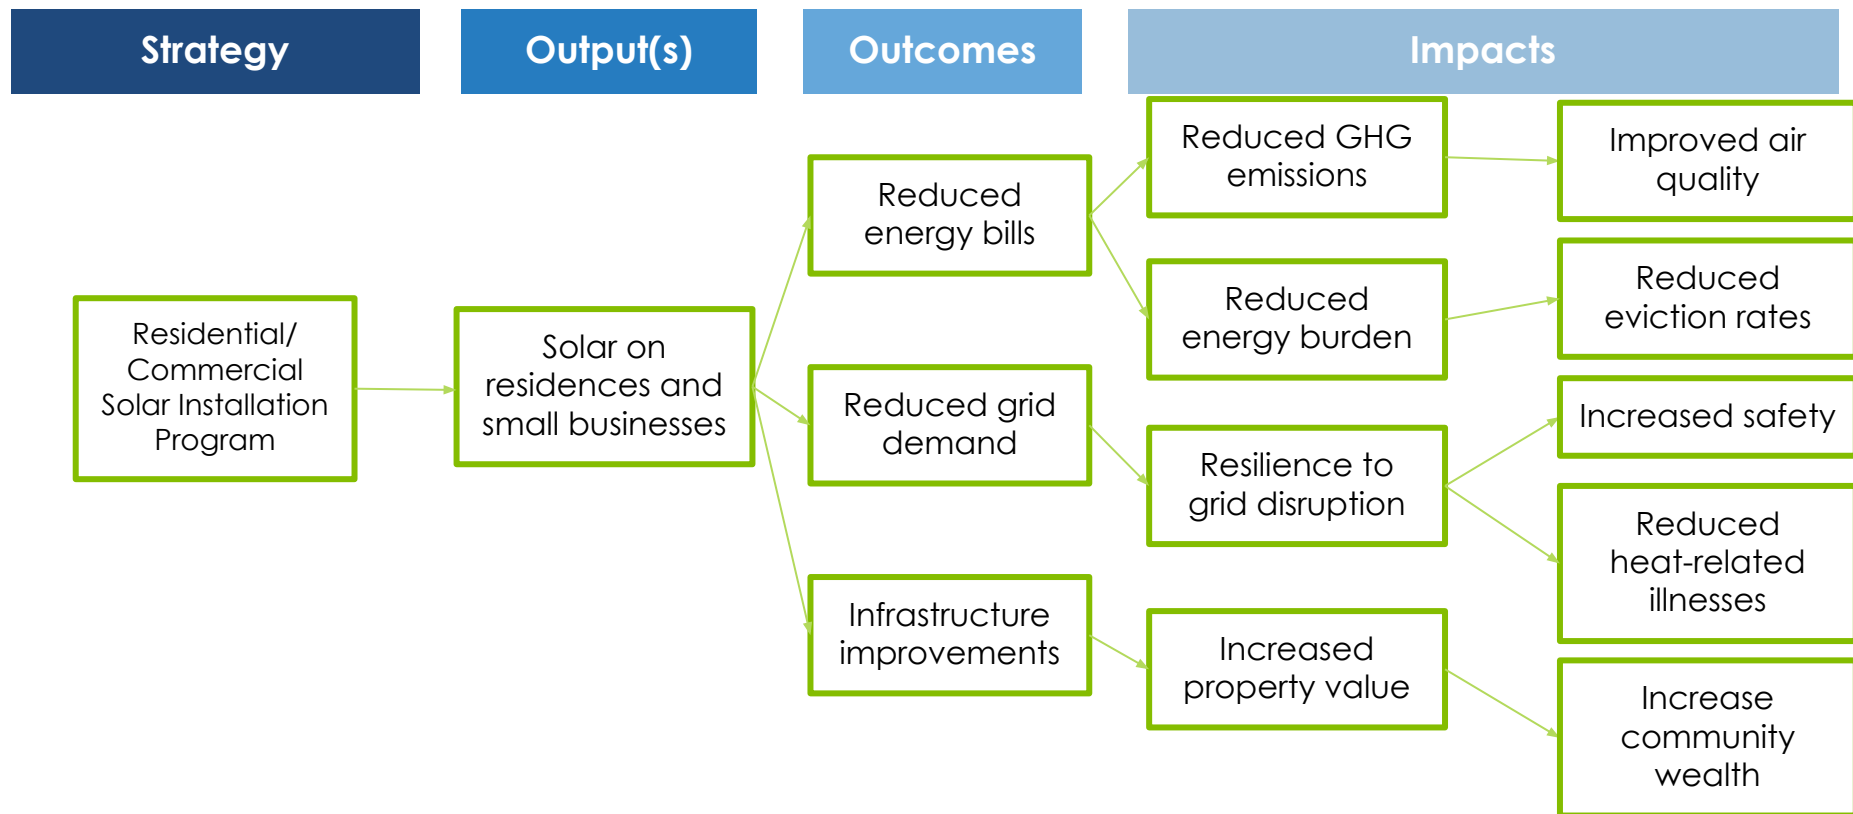 Strategy
Output(s)
Outcomes
Impacts
Residential/
Commercial
Solar Installation
Program
Solar on
residences and
small businesses
Reduced
energy bills
Reduced grid
demand
Infrastructure
improvements
Reduced GHG
emissions
Reduced
energy burden
Resilience to
grid disruption
Increased
property value
Improved air
quality
Reduced
eviction rates
Increased safety
Reduced
heat-related
illnesses
Increase
community
wealth